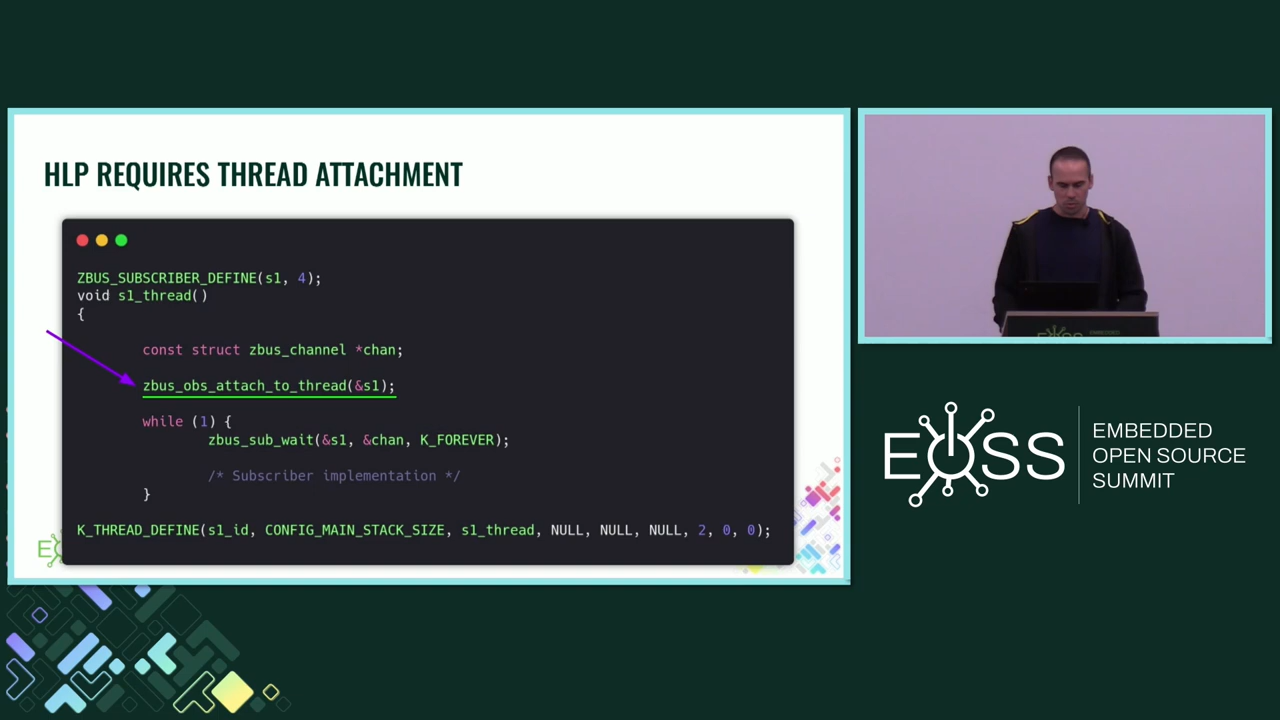 HLP REQUIRES THREAD ATTACHMENT
ZBUS_SUBSCRIBER_DEFINE(s1, 4);
void s1_thread()
{
const struct zbus_channel *chan;
zbus_obs_attach_to_thread(&s1);
while (1) {
zbus_sub_wait(&s1, &chan, K_FOREVER);
/* Subscriber implementation */
}
K_THREAD_DEFINE(s1_id, CONFIG_MAIN_STACK_SIZE, s1_thread, NULL, NULL, NULL, 2, 0, 0);
EOSS
EMBEDDED
OPEN SOURCE
SUMMIT